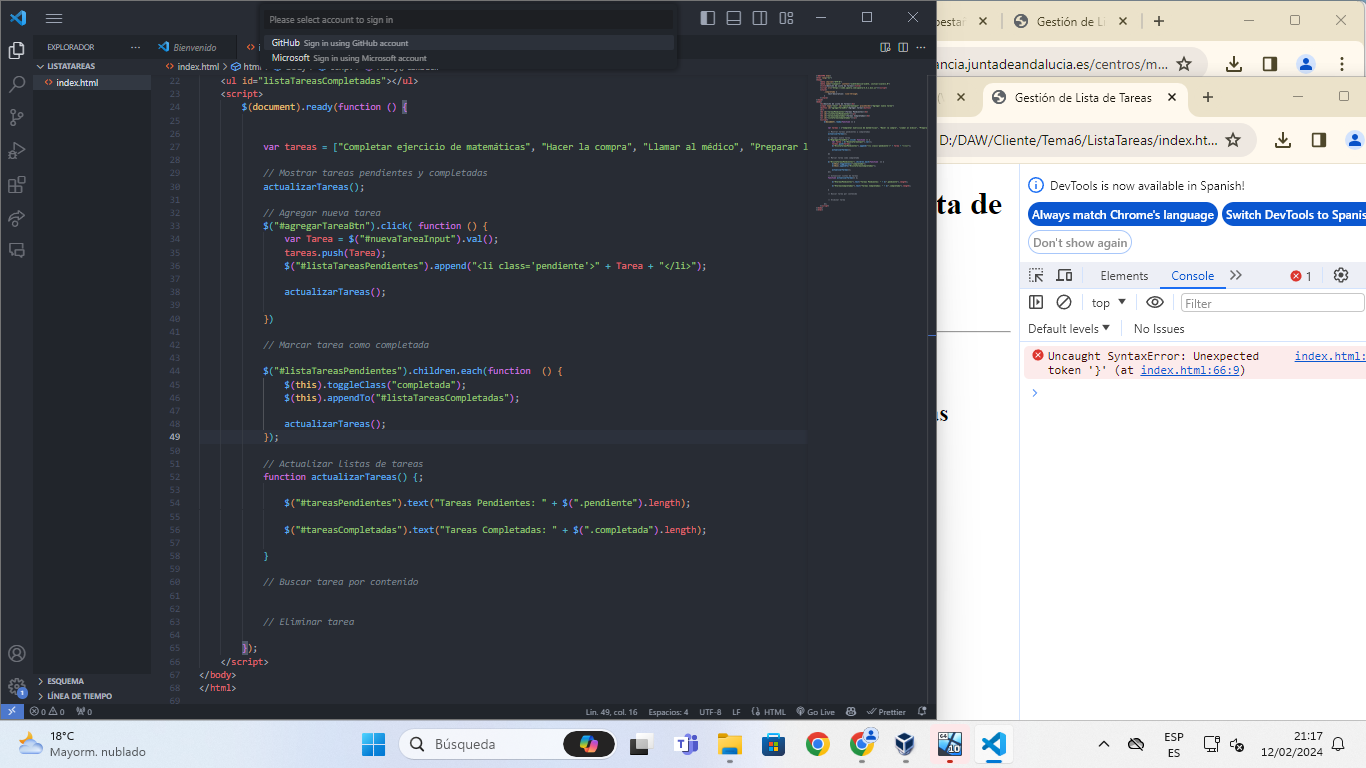 Please select account to sign in
GitHub Sign in using GitHub account
Microsoft Sign in using Microsoft account
EXPLORADOR
Bienvenido
LISTATAREAS
index.html
index.html
22 <ul id="listaTareasCompletadas"></ul>
23 <script>
24 $(document).ready(function () {
25
26
27 var tareas = ["Completar ejercicio de matemáticas", "Hacer la compra", "Llamar al médico", "Preparar l
28
29 // Mostrar tareas pendientes y completadas
30 actualizarTareas();
31
32 // Agregar nueva tarea
33 $("#agregarTareaBtn").click( function () {
34 var Tarea = $("#nuevaTareaInput").val();
35 tareas.push(Tarea);
36 $("#listaTareasPendientes").append("<li class='pendiente'>" + Tarea + "</li>");
37
38 actualizarTareas();
39
40 })
41
42 // Marcar tarea como completada
43
44 $("#listaTareasPendientes").children.each(function () {
45 $(this).toggleClass("completada");
46 $(this).appendTo("#listaTareasCompletadas");
47
48 actualizarTareas();
49 });
50
51 // Actualizar listas de tareas
52 function actualizarTareas() {;
53
54 $("#tareasPendientes").text("Tareas Pendientes: " + $(".pendiente").length);
55
56 $("#tareasCompletadas").text("Tareas Completadas: " + $(".completada").length);
57
58 }
59
60 // Buscar tarea por contenido
61
62
63 // Eliminar tarea
64
65 });
66 </script>
67 </body>
68 </html>
69
ESQUEMA
LÍNEA DE TIEMPO
1
0 0 0
Lín. 49, col. 16 Espacios: 4 UTF-8 LF HTML Go Live Prettier
Gestión de Li
ancia.juntadeandalucia.es/centros/m...
Gestión de Lista de Tareas
D:/DAW/Cliente/Tema6/ListaTareas/index.ht...
ta de
as
DevTools is now available in Spanish!
Always match Chrome's language Switch DevTools to Spanis
Don't show again
Elements Console 1
top Filter
Default levels No Issues
Uncaught SyntaxError: Unexpected index.html:
token '}' (at index.html:66:9)
18°C
Mayorm. nublado
Búsqueda
ESP
ES
21:17
12/02/2024